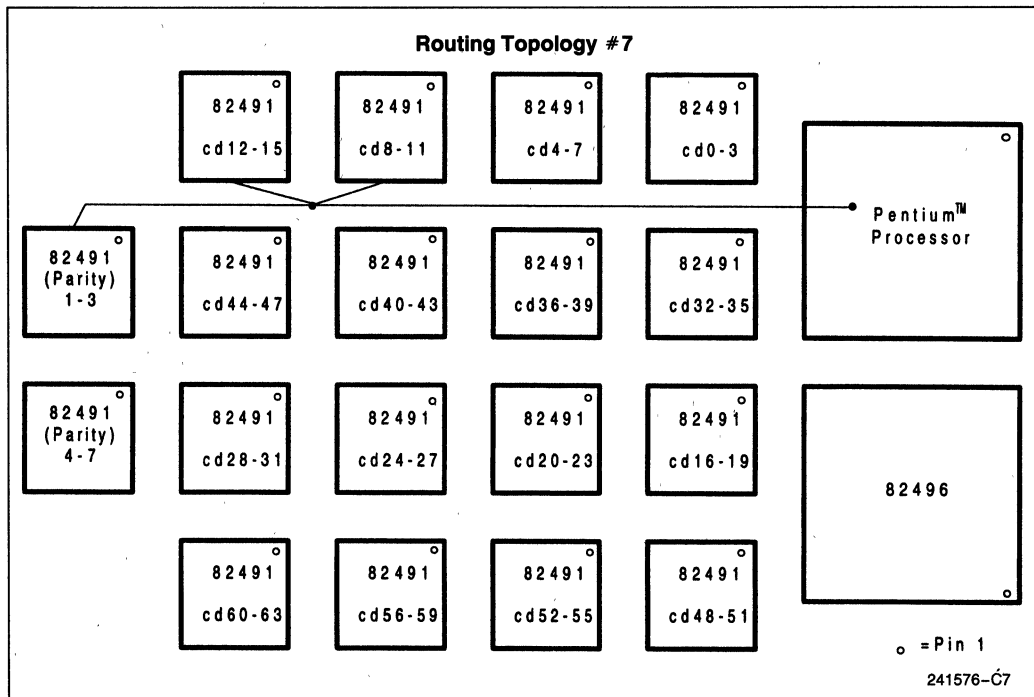 Routing Topology #7
82491
cd12-15
82491
cd8-11
82491
cd4-7
82491
cd0-3
Pentium™
Processor
82491
(Parity)
1-3
82491
cd44-47
82491
cd40-43
82491
cd36-39
82491
cd32-35
82491
(Parity)
4-7
82491
cd28-31
82491
cd24-27
82491
cd20-23
82491
cd16-19
82496
82491
cd60-63
82491
cd56-59
82491
cd52-55
82491
cd48-51
=Pin 1
241576-C7